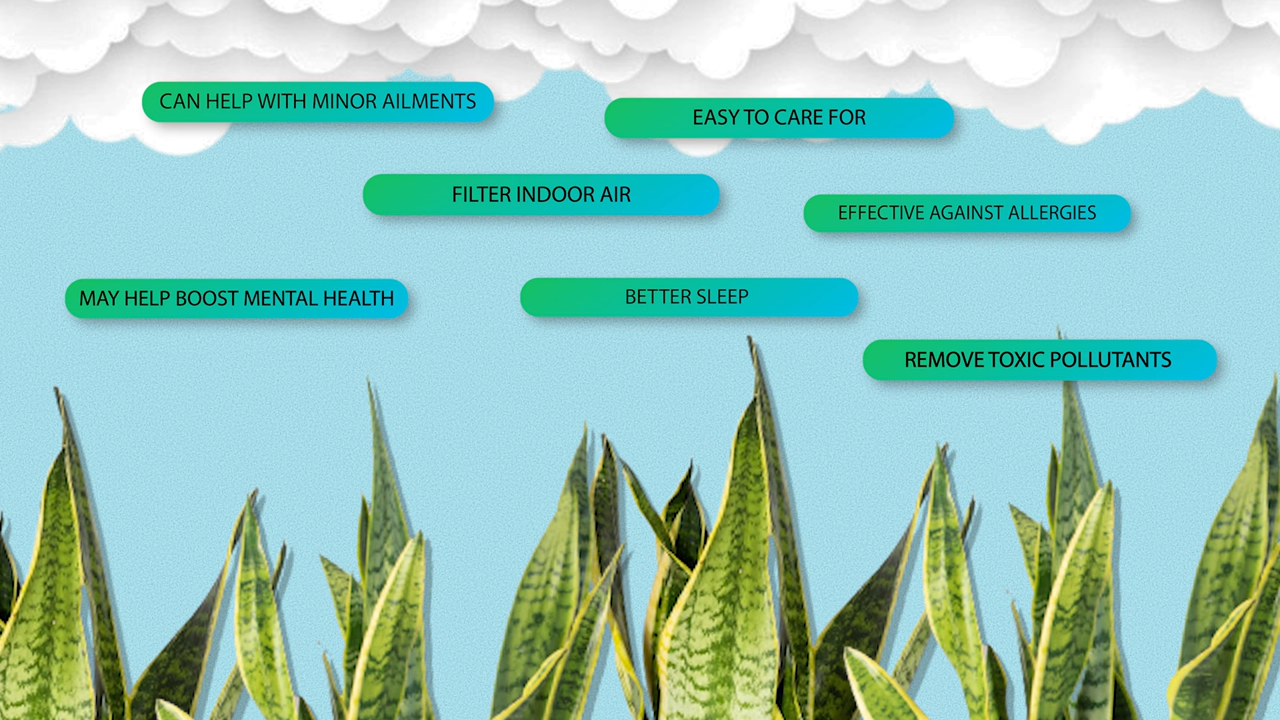 CAN HELP WITH MINOR AILMENTS
EASY TO CARE FOR
FILTER INDOOR AIR
EFFECTIVE AGAINST ALLERGIES
MAY HELP BOOST MENTAL HEALTH
BETTER SLEEP
REMOVE TOXIC POLLUTANTS